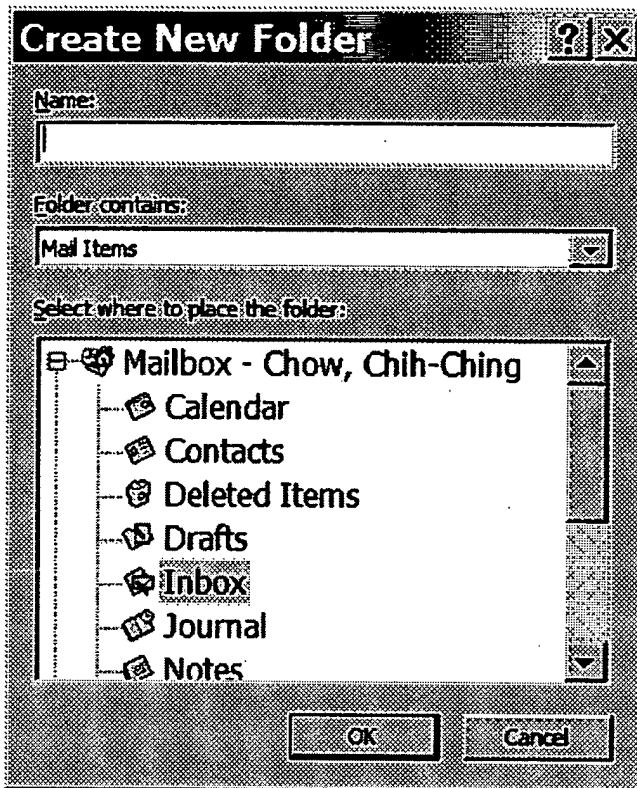 Create New Folder
Name:
Folder contains:
Mail Items
Select where to place the folder:
Mailbox - Chow, Chih-Ching
Calendar
Contacts
Deleted Items
Drafts
Inbox
Journal
Notes
OK Cancel